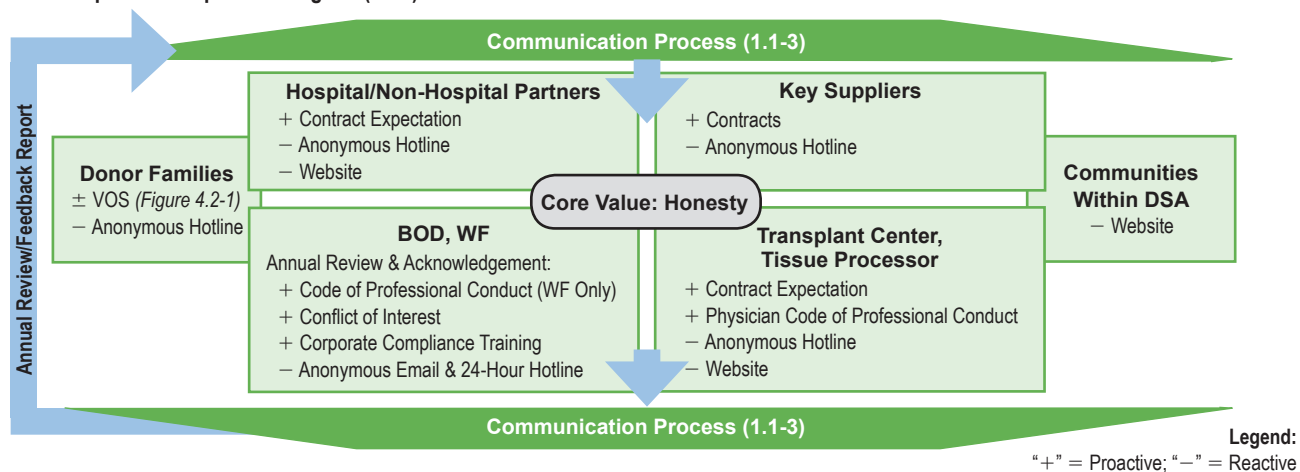 Communication Process (1.1-3)
Annual Review/Feedback Report
Hospital/Non-Hospital Partners
+ Contract Expectation
− Anonymous Hotline
− Website
Key Suppliers
+ Contracts
− Anonymous Hotline
Donor Families
± VOS (Figure 4.2-1)
− Anonymous Hotline
Communities
Within DSA
− Website
Core Value: Honesty
BOD, WF
Annual Review & Acknowledgement:
+ Code of Professional Conduct (WF Only)
+ Conflict of Interest
+ Corporate Compliance Training
− Anonymous Email & 24-Hour Hotline
Transplant Center,
Tissue Processor
+ Contract Expectation
+ Physician Code of Professional Conduct
− Anonymous Hotline
− Website
Communication Process (1.1-3)
Legend:
“+” = Proactive; “−” = Reactive